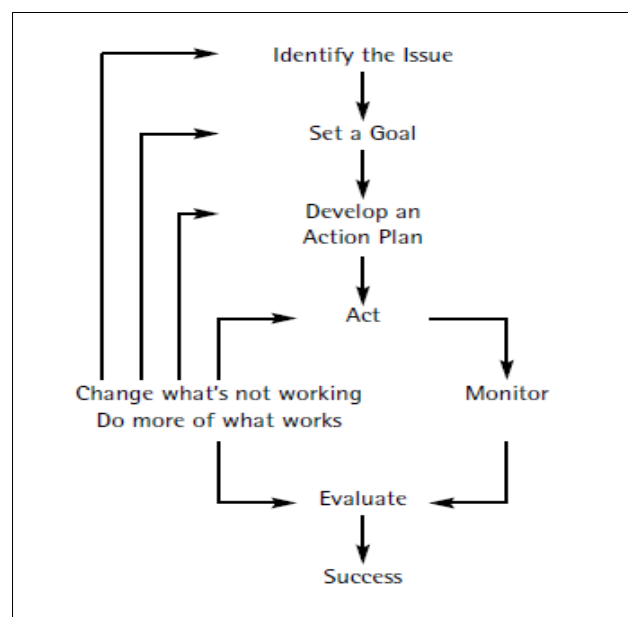 Identify the Issue
Set a Goal
Develop an
Action Plan
Act
Change what's not working
Do more of what works
Monitor
Evaluate
Success